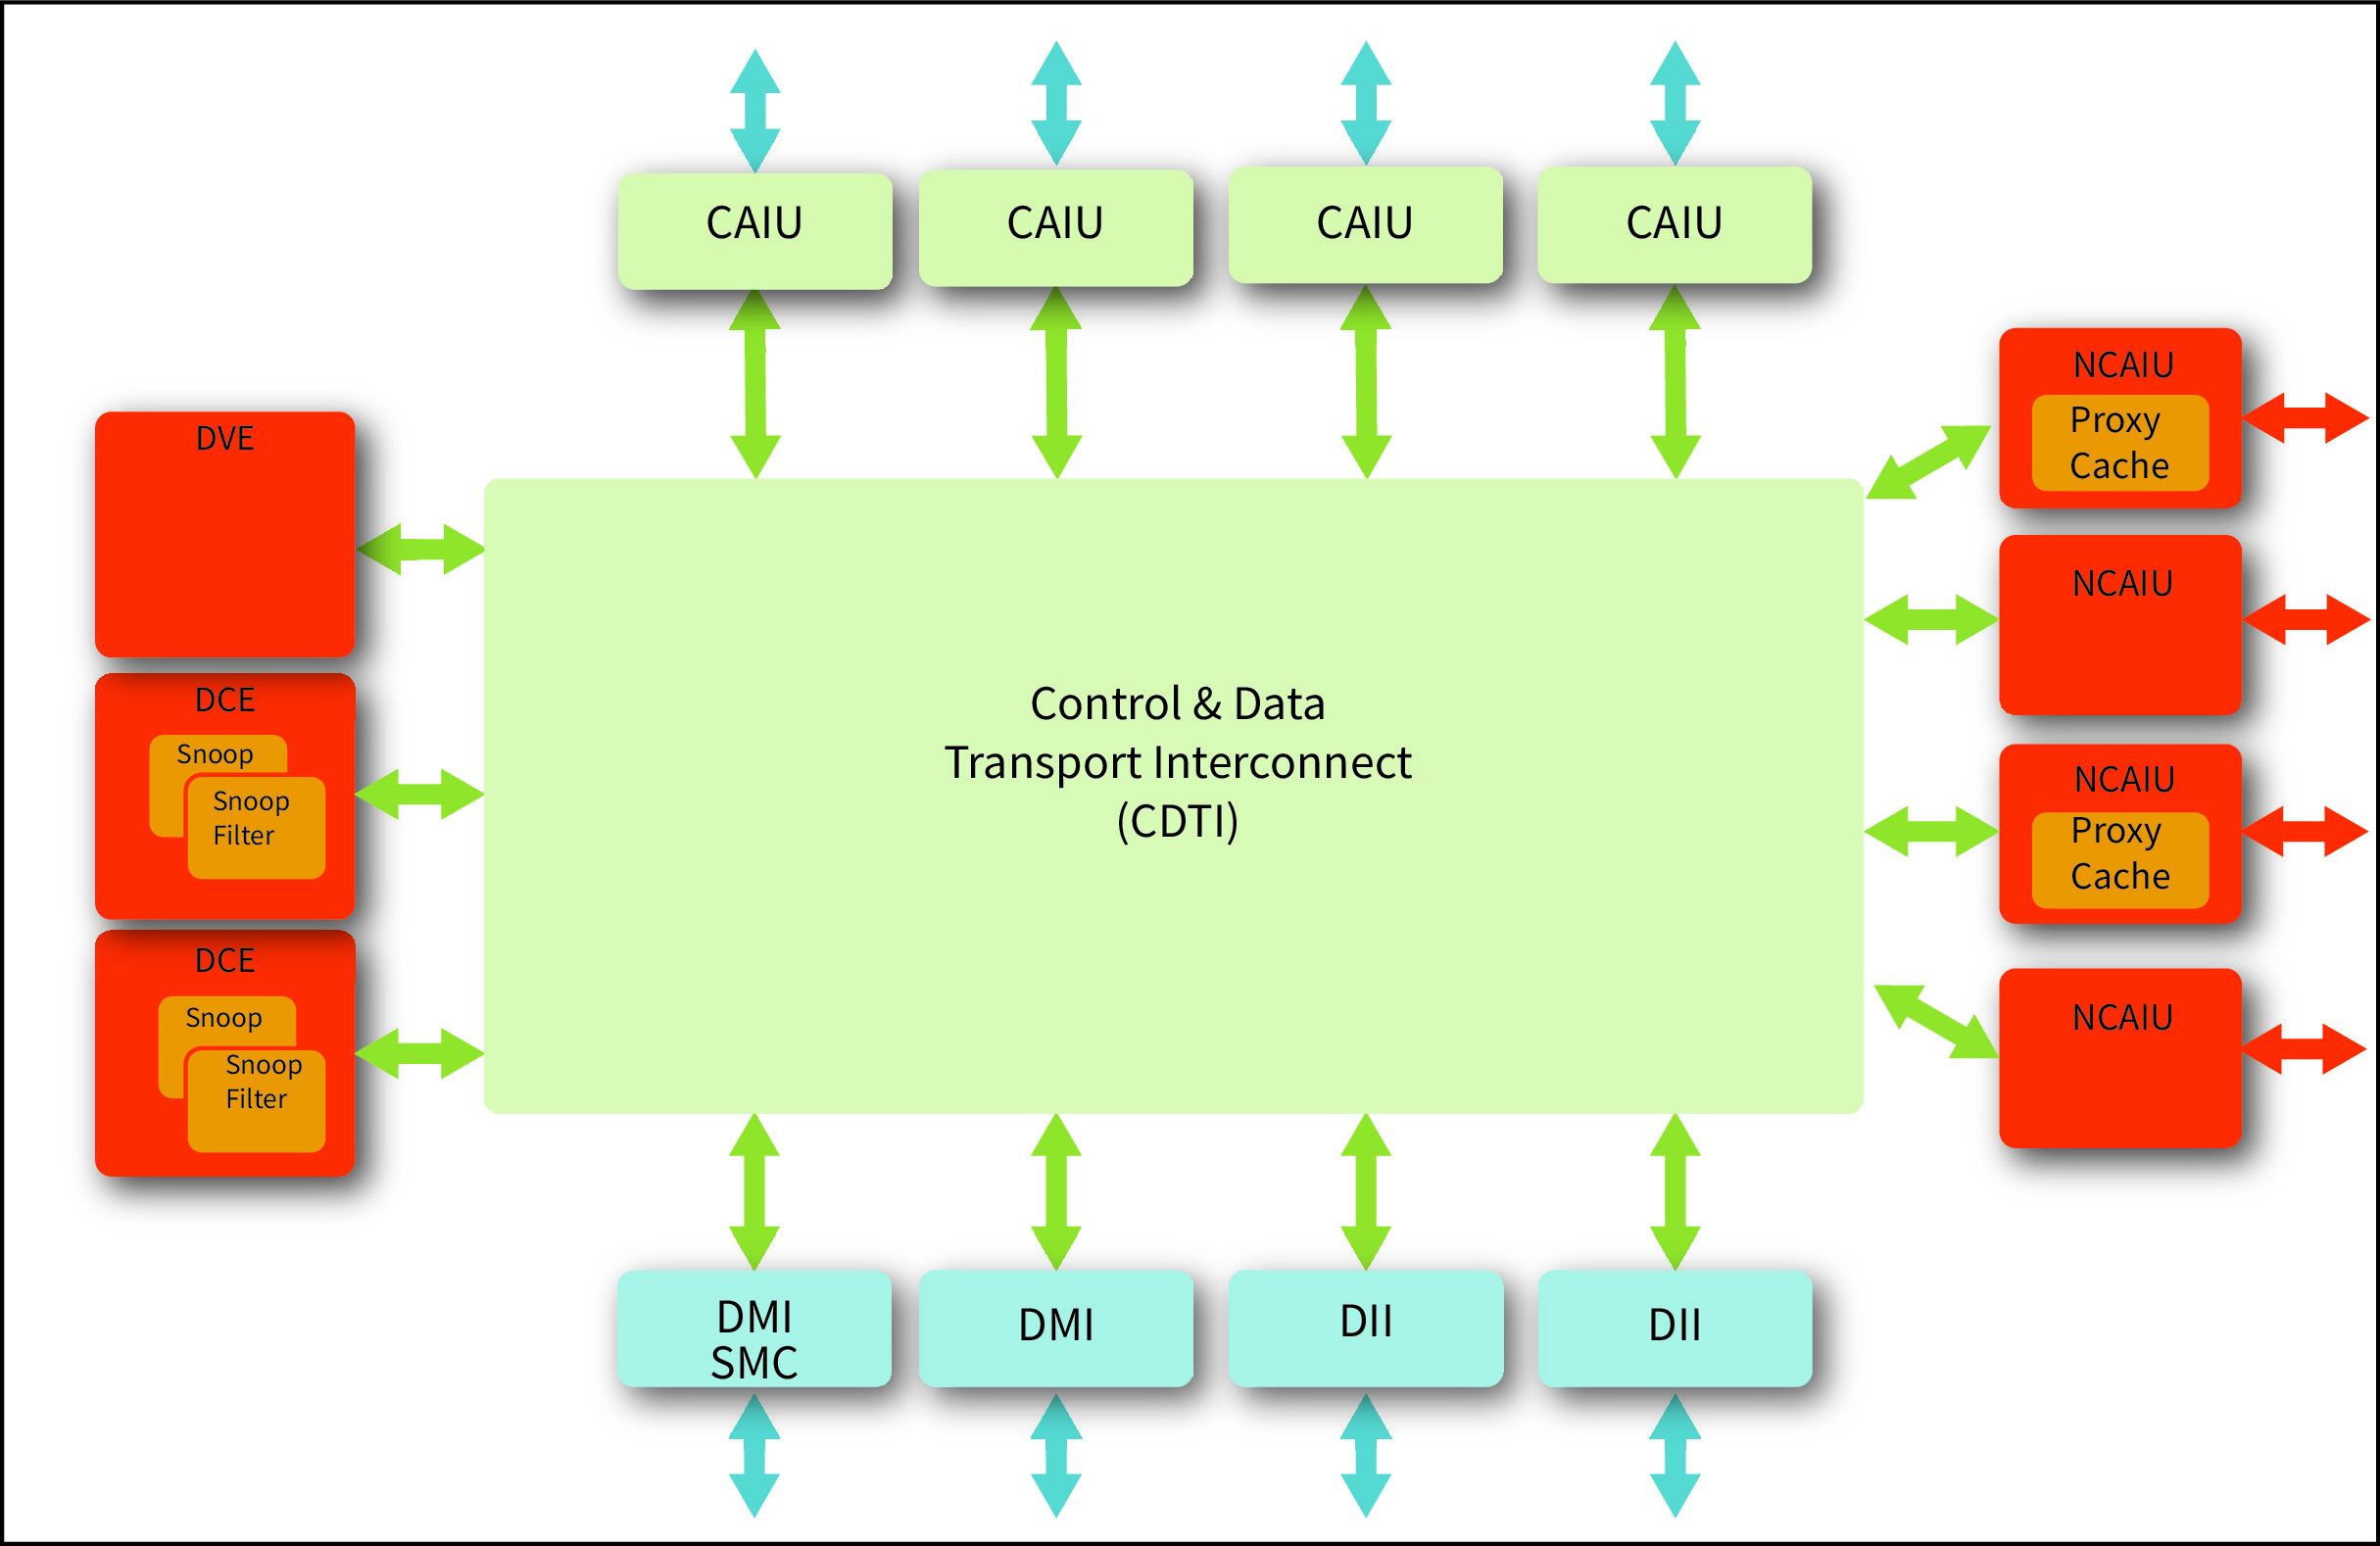 CAIU
CAIU
CAIU
CAIU
DVE
DCE
Snoop
Snoop
Filter
DCE
Snoop
Snoop
Filter
Control & Data
Transport Interconnect
(CDTI)
NCAIU
Proxy
Cache
NCAIU
NCAIU
Proxy
Cache
NCAIU
DMI
SMC
DMI
DII
DII